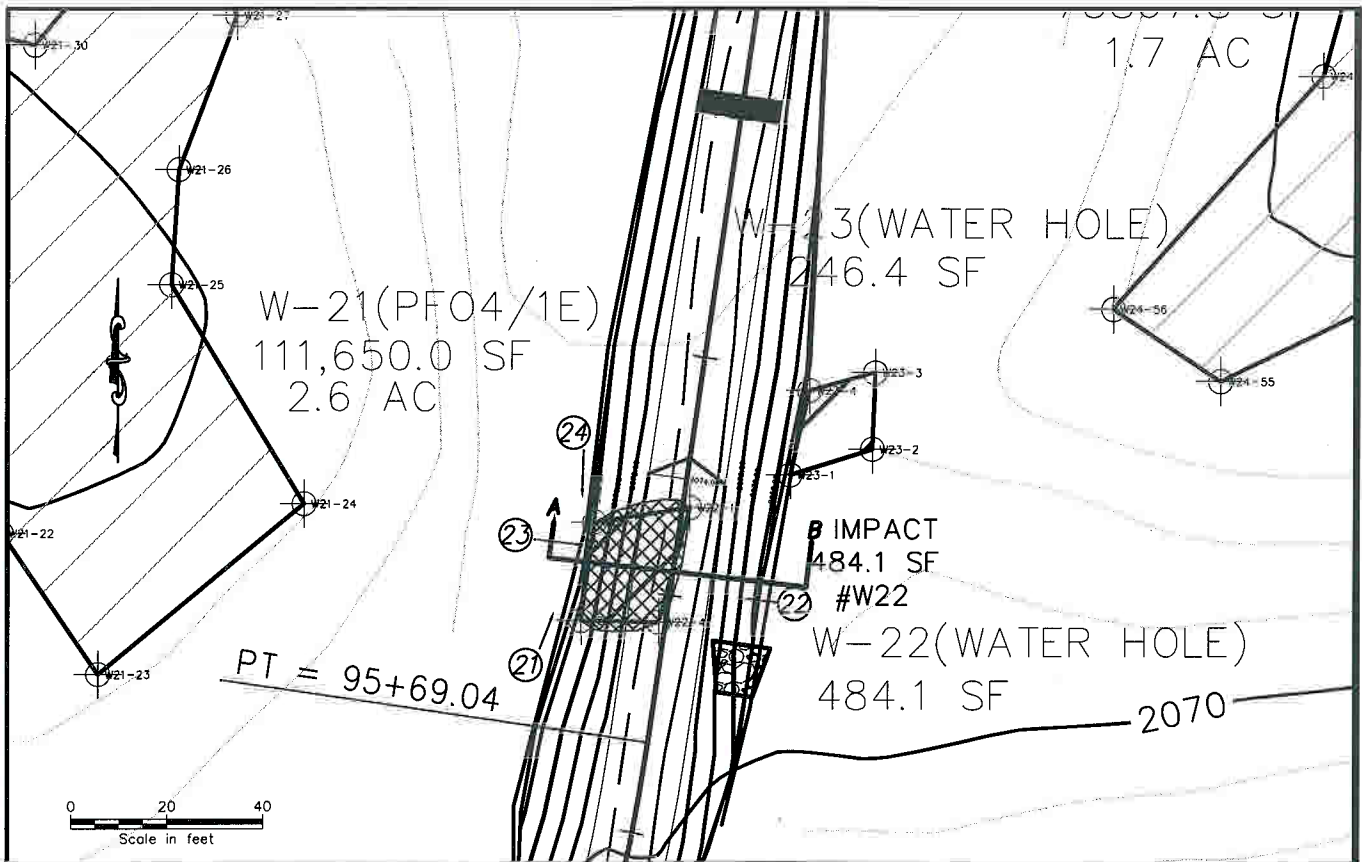 W21-27
W21-30
1.7 AC
W24
W21-26
W-23(WATER HOLE)
246.4 SF
W21-25
W-21(PFO4/1E)
111,650.0 SF
2.6 AC
W24-56
W23-3
W24-55
24
W23-2
W23-1
W21-24
A
W21-22
23
B IMPACT
484.1 SF
#W22
22
W-22(WATER HOLE)
484.1 SF
21
W21-23
PT = 95+69.04
2070
0 20 40
Scale in feet